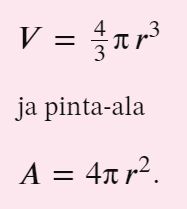 V = 4/3 π r³
ja pinta-ala
A = 4π r².